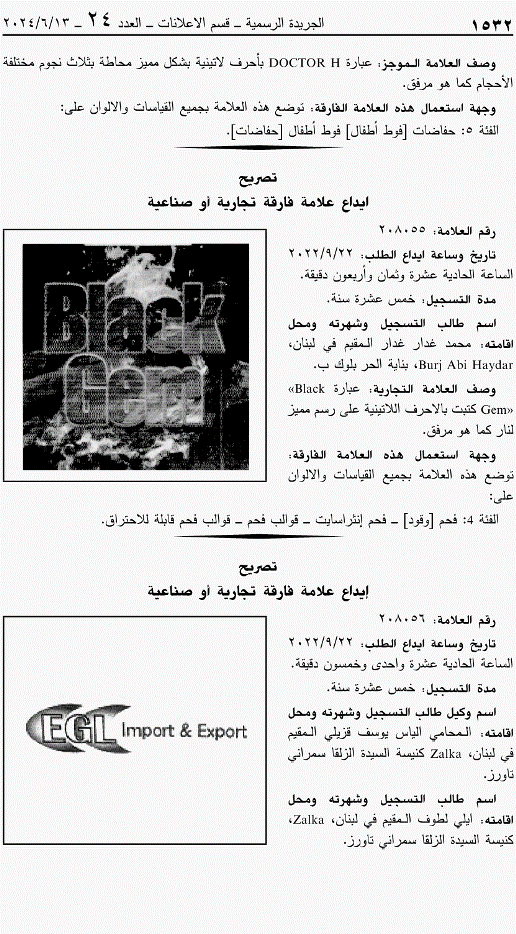 ١٥٣٢ الجريدة الرسمية ــ قسم الاعلانات ــ العدد ٢٤ ــ ٢٠٢٤/٦/١٣
وصف العلامة الموجز: عبارة DOCTOR H بأحرف لاتينية بشكل مميز محاطة بثلاث نجوم مختلفة
الأحجام كما هو مرفق.
وجهة استعمال هذه العلامة الفارقة: توضع هذه العلامة بجميع القياسات والالوان على:
الفئة ٥: حفاضات [فوط أطفال] فوط أطفال [حفاضات].
تصريح
ايداع علامة فارقة تجارية أو صناعية
رقم العلامة: ٢٠٨٠٥٥
تاريخ وساعة ايداع الطلب: ٢٠٢٢/٩/٢٢
الساعة الحادية عشرة وثمان وأربعون دقيقة.
مدة التسجيل: خمس عشرة سنة.
اسم طالب التسجيل وشهرته ومحل
اقامته: محمد غدار غدار المقيم في لبنان،
Burj Abi Haydar، بناية الحر بلوك ب.
وصف العلامة التجارية: عبارة Black»
«Gem كتبت بالاحرف اللاتينية على رسم مميز
لنار كما هو مرفق.
وجهة استعمال هذه العلامة الفارقة:
توضع هذه العلامة بجميع القياسات والالوان
على:
Black
Gem
الفئة 4: فحم [وقود] ــ فحم إنثراسايت ــ قوالب فحم ــ قوالب فحم قابلة للاحتراق.
تصريح
إيداع علامة فارقة تجارية أو صناعية
رقم العلامة: ٢٠٨٠٥٦
تاريخ وساعة إيداع الطلب: ٢٠٢٢/٩/٢٢
الساعة الحادية عشرة واحدى وخمسون دقيقة.
مدة التسجيل: خمس عشرة سنة.
اسم وكيل طالب التسجيل وشهرته ومحل
اقامته: المحامي الياس يوسف قزيلي المقيم
في لبنان، Zalka كنيسة السيدة الزلقا سمراني
تاورز.
اسم طالب التسجيل وشهرته ومحل
اقامته: ايلي لطوف المقيم في لبنان، Zalka،
كنيسة السيدة الزلقا سمراني تاورز.
EGL Import & Export